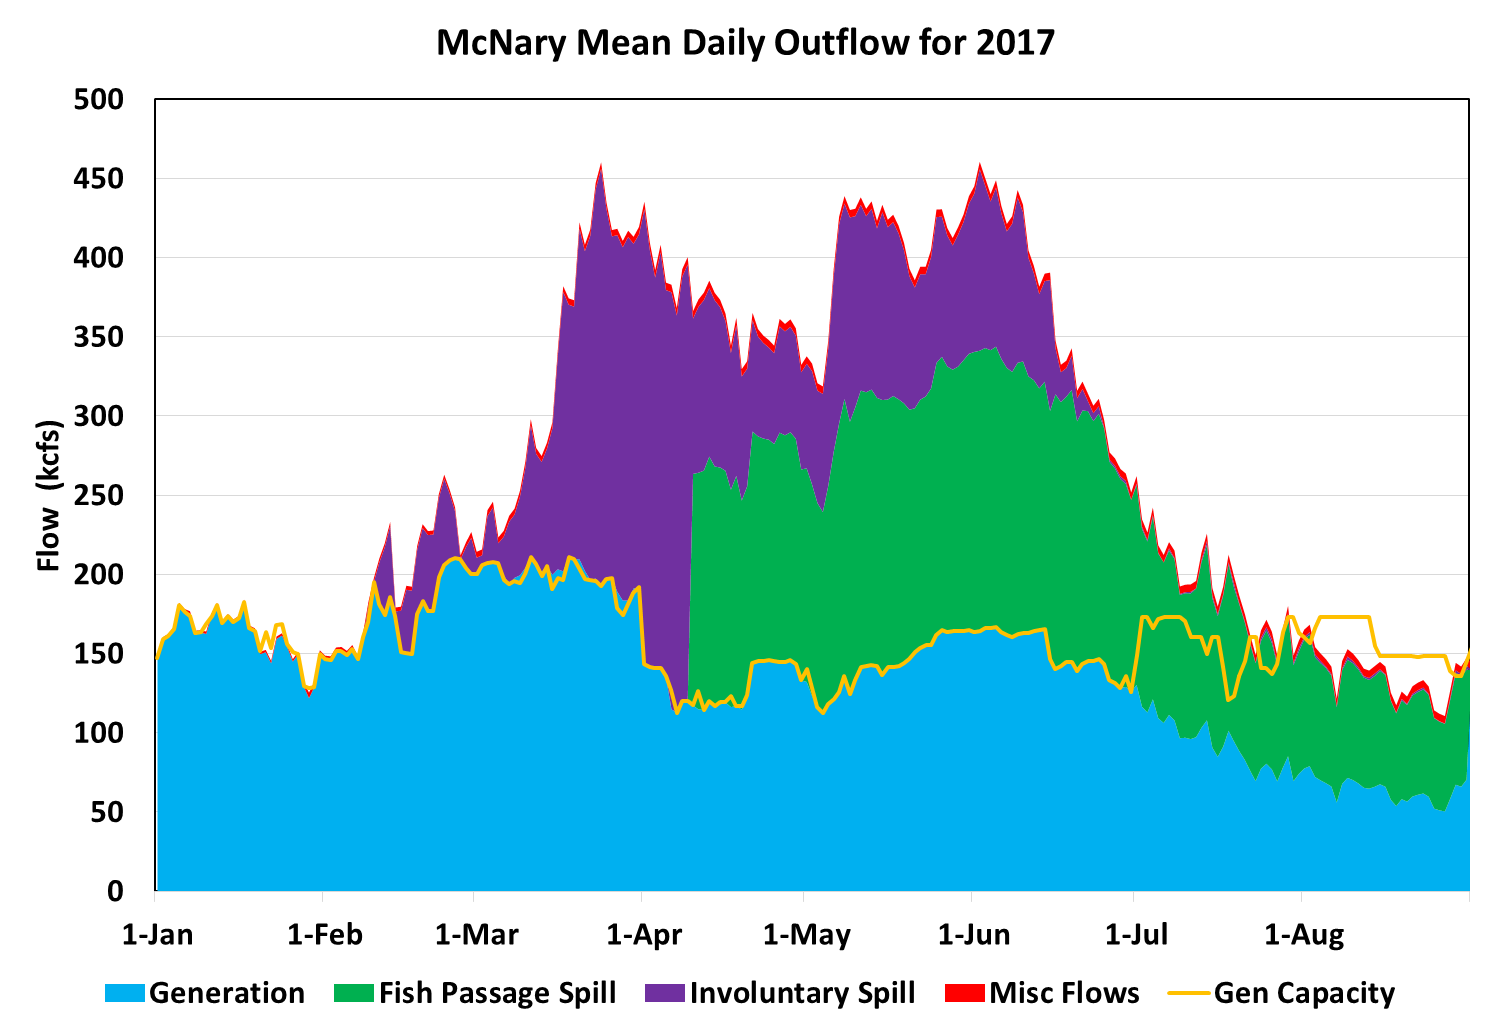 McNary Mean Daily Outflow for 2017
Flow (kcfs)
500
450
400
350
300
250
200
150
100
50
0
1-Jan 1-Feb 1-Mar 1-Apr 1-May 1-Jun 1-Jul 1-Aug
Generation Fish Passage Spill Involuntary Spill Misc Flows Gen Capacity